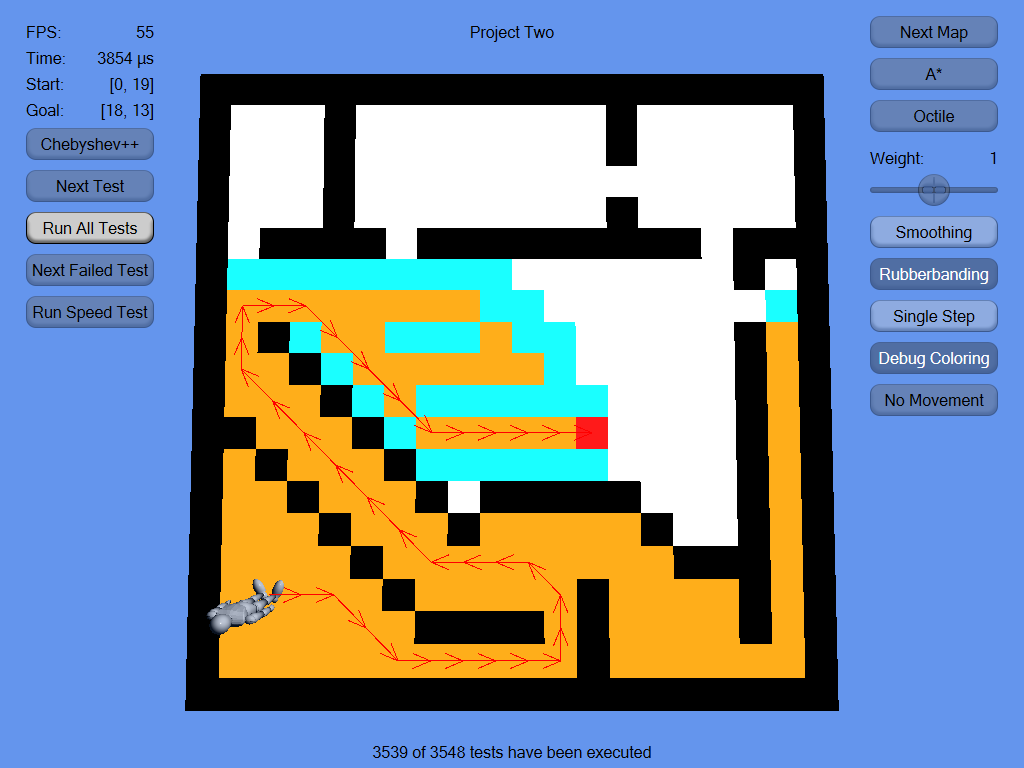 FPS: 55
Time: 3854 µs
Start: [0, 19]
Goal: [18, 13]
Chebyshev++
Next Test
Run All Tests
Next Failed Test
Run Speed Test
Project Two
Next Map
A*
Octile
Weight: 1
Smoothing
Rubberbanding
Single Step
Debug Coloring
No Movement
3539 of 3548 tests have been executed